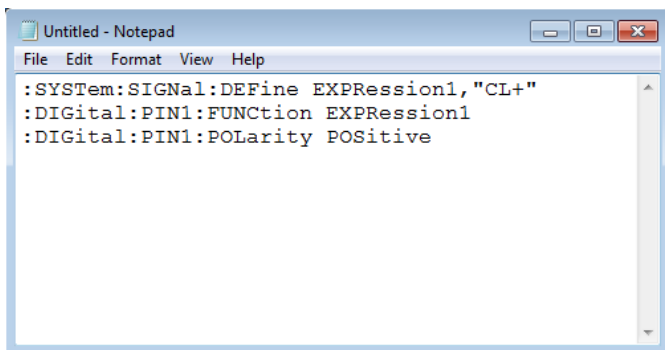 Untitled - Notepad
File Edit Format View Help
:SYSTem:SIGNal:DEFine EXPRession1,"CL+"
:DIGital:PIN1:FUNCtion EXPRession1
:DIGital:PIN1:POLarity POSitive